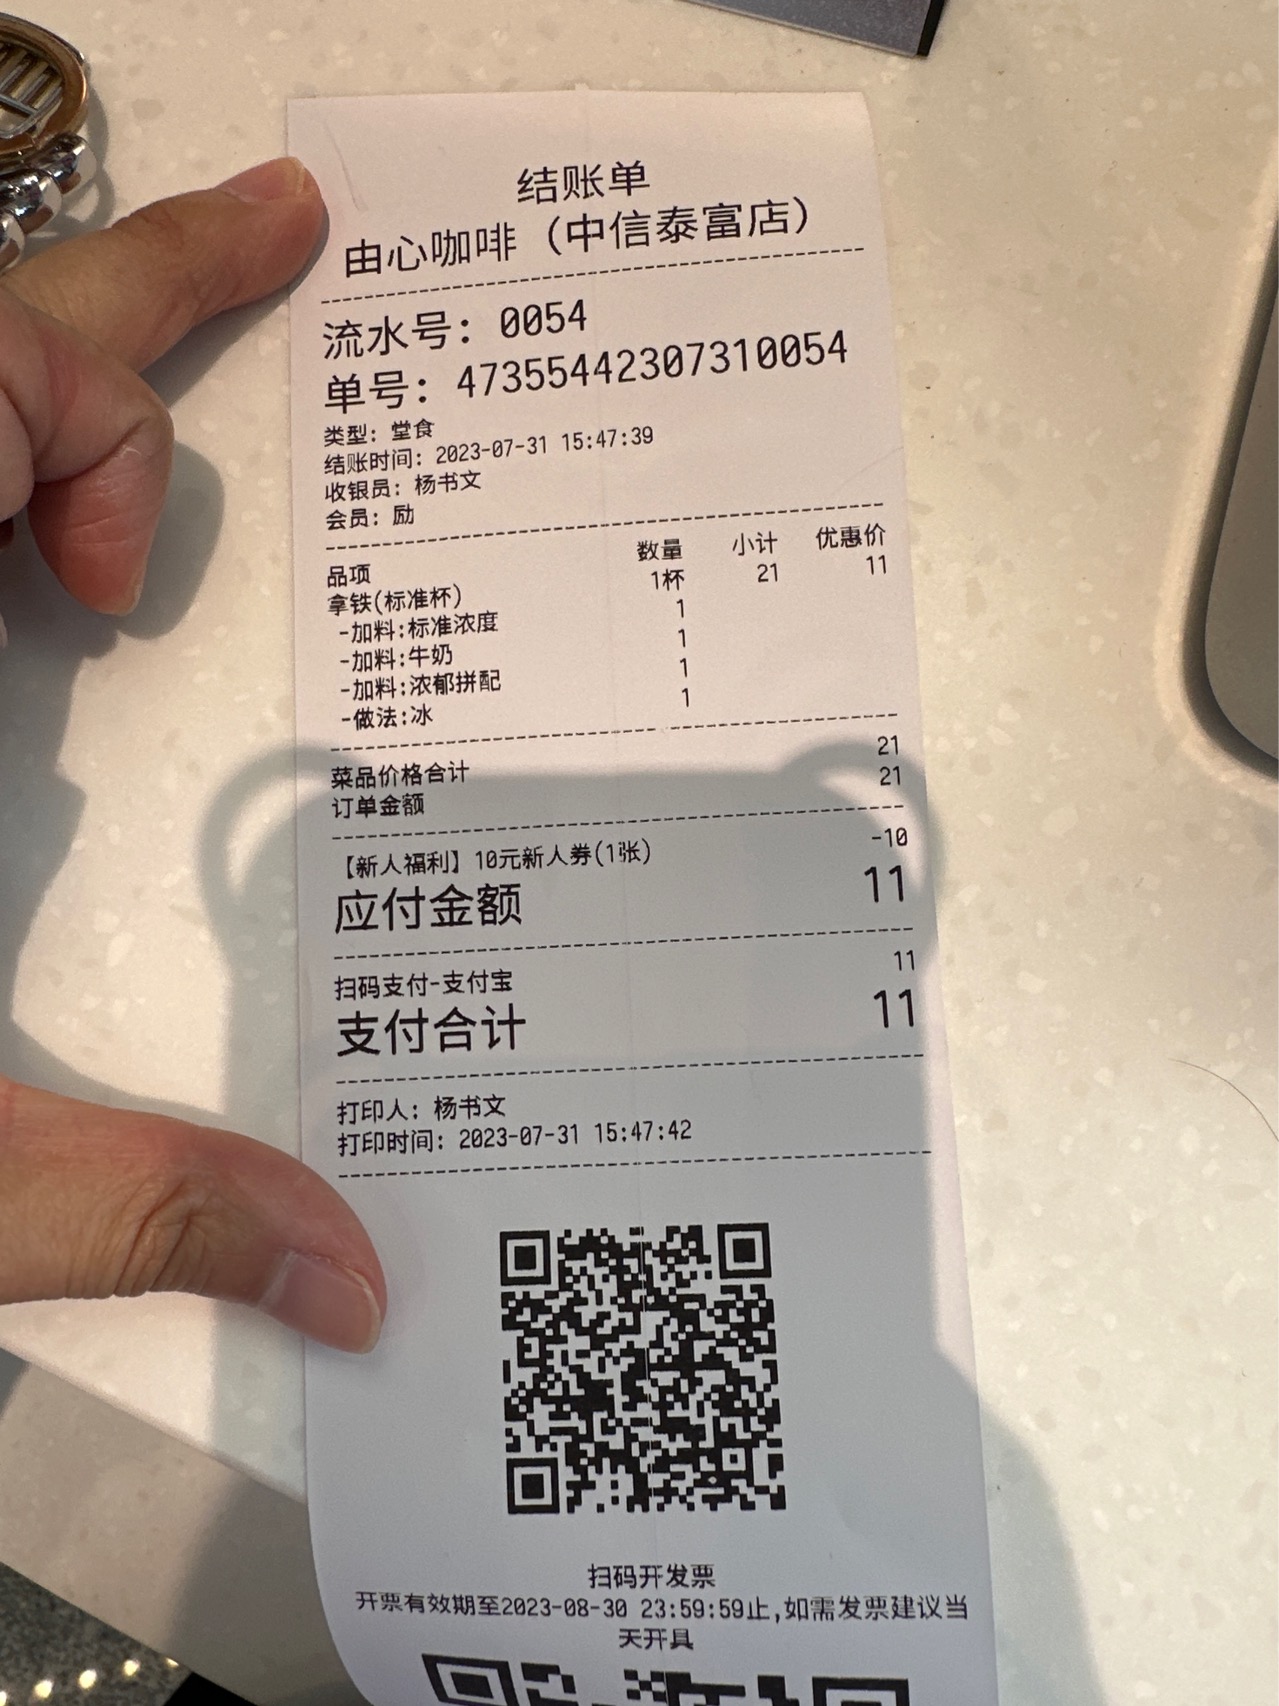 结账单
由心咖啡（中信泰富店）
流水号：0054
单号：47355442307310054
类型：堂食
结账时间：2023-07-31 15:47:39
收银员：杨书文
会员：励
品项 数量 小计 优惠价
拿铁(标准杯) 1杯 21 11
-加料:标准浓度 1
-加料:牛奶 1
-加料:浓郁拼配 1
-做法:冰 1
菜品价格合计 21
订单金额 21
【新人福利】10元新人券(1张) -10
应付金额 11
扫码支付-支付宝 11
支付合计 11
打印人：杨书文
打印时间：2023-07-31 15:47:42
扫码开发票
开票有效期至2023-08-30 23:59:59止,如需发票建议当
天开具